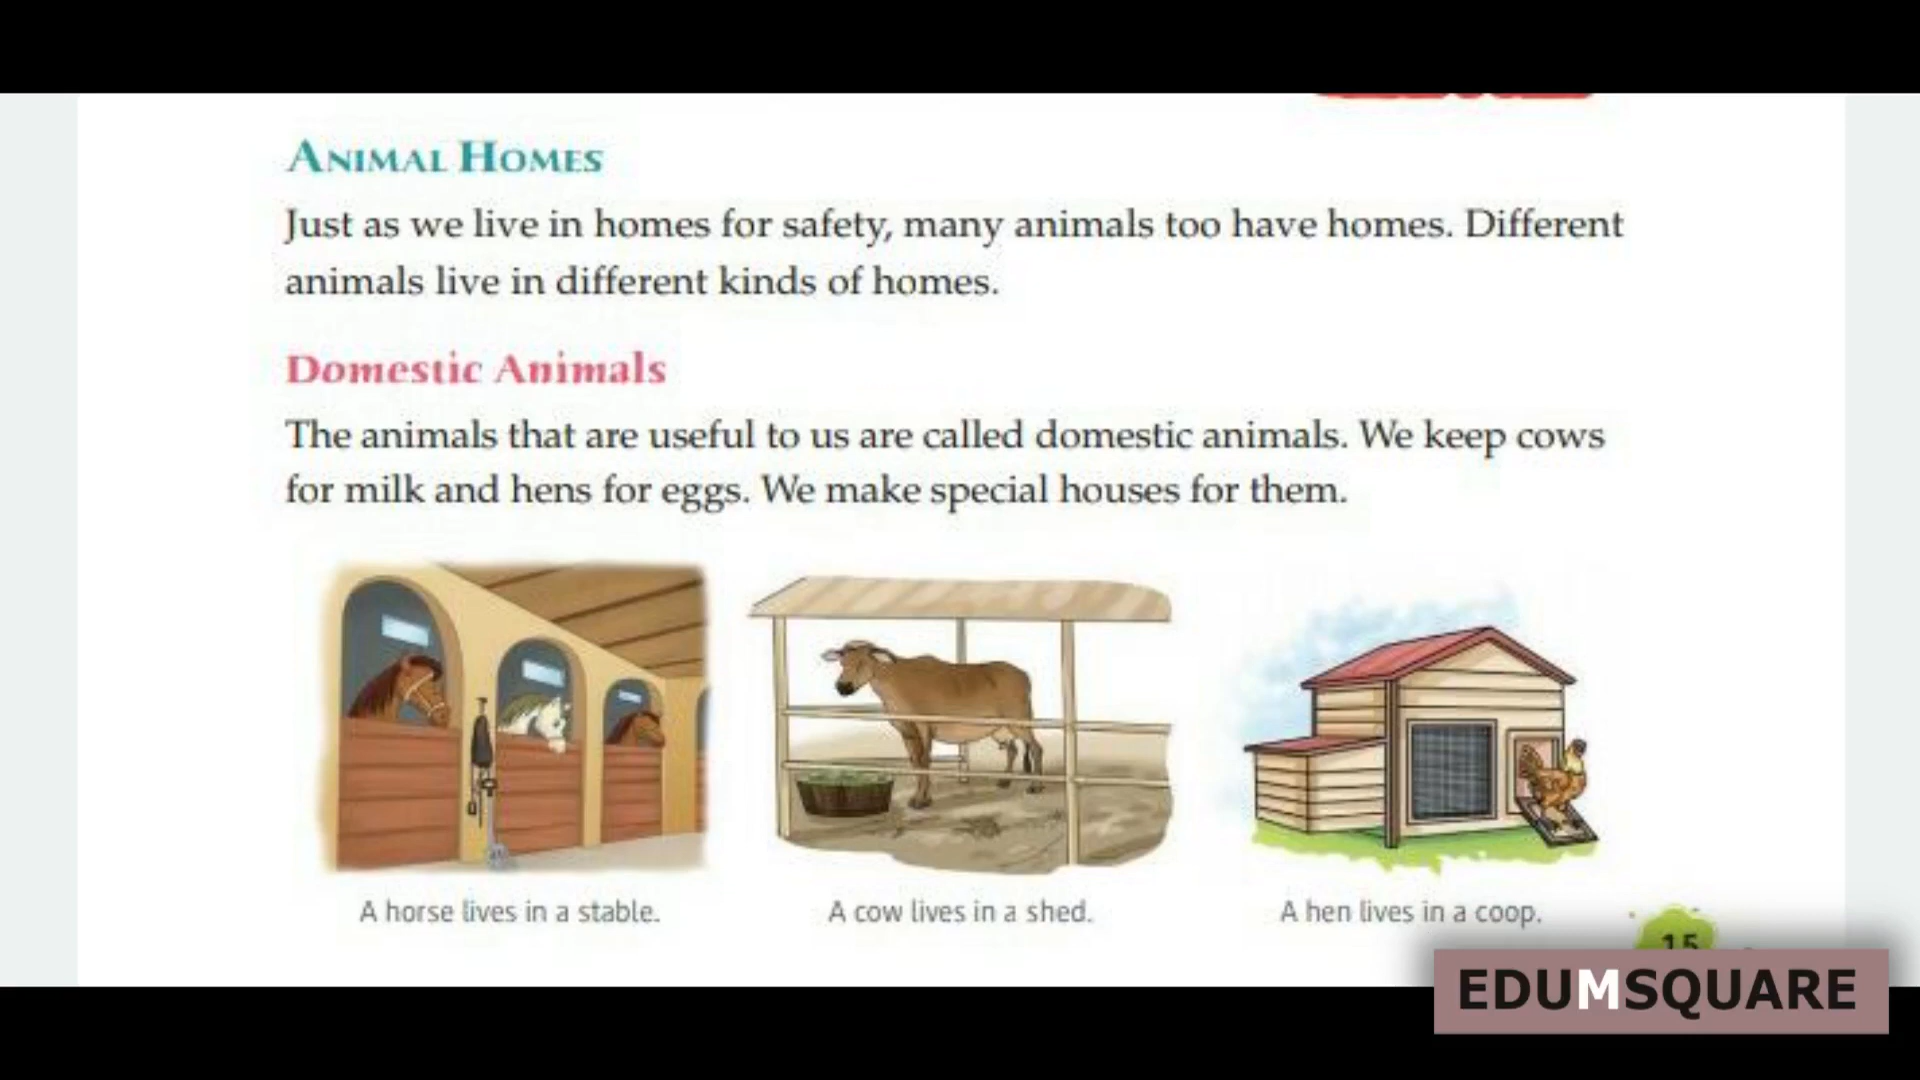 ANIMAL HOMES
Just as we live in homes for safety, many animals too have homes. Different
animals live in different kinds of homes.
Domestic Animals
The animals that are useful to us are called domestic animals. We keep cows
for milk and hens for eggs. We make special houses for them.
A horse lives in a stable.
A cow lives in a shed.
A hen lives in a coop.
15
EDUMSQUARE